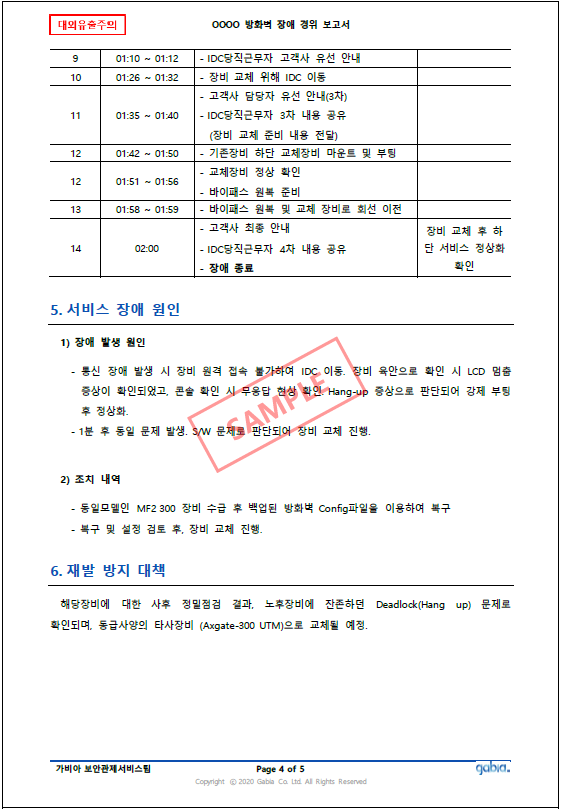 대외유출주의
OOOO 방화벽 장애 경위 보고서
9 01:10 ~ 01:12 - IDC당직근무자 고객사 유선 안내
10 01:26 ~ 01:32 - 장비 교체 위해 IDC 이동
11 01:35 ~ 01:40 - 고객사 담당자 유선 안내(3차)
- IDC당직근무자 3차 내용 공유
(장비 교체 준비 내용 전달)
12 01:42 ~ 01:50 - 기존장비 하단 교체장비 마운트 및 부팅
12 01:51 ~ 01:56 - 교체장비 정상 확인
- 바이패스 원복 준비
13 01:58 ~ 01:59 - 바이패스 원복 및 교체 장비로 회선 이전
14 02:00 - 고객사 최종 안내
- IDC당직근무자 4차 내용 공유
- 장애 종료
장비 교체 후 하
단 서비스 정상화
확인
5. 서비스 장애 원인
1) 장애 발생 원인
- 통신 장애 발생 시 장비 원격 접속 불가하여 IDC 이동. 장비 육안으로 확인 시 LCD 멈춤
증상이 확인되었고, 콘솔 확인 시 무응답 현상 확인. Hang-up 증상으로 판단되어 강제 부팅
후 정상화.
- 1분 후 동일 문제 발생. S/W 문제로 판단되어 장비 교체 진행.
SAMPLE
2) 조치 내역
- 동일모델인 MF2 300 장비 수급 후 백업된 방화벽 Config파일을 이용하여 복구
- 복구 및 설정 검토 후, 장비 교체 진행.
6. 재발 방지 대책
해당장비에 대한 사후 정밀점검 결과, 노후장비에 잔존하던 Deadlock(Hang up) 문제로
확인되며, 동급사양의 타사장비 (Axgate-300 UTM)으로 교체될 예정.
가비아 보안관제서비스팀
Page 4 of 5
gabia.
Copyright ⓒ 2020 Gabia Co. Ltd. All Rights Reserved